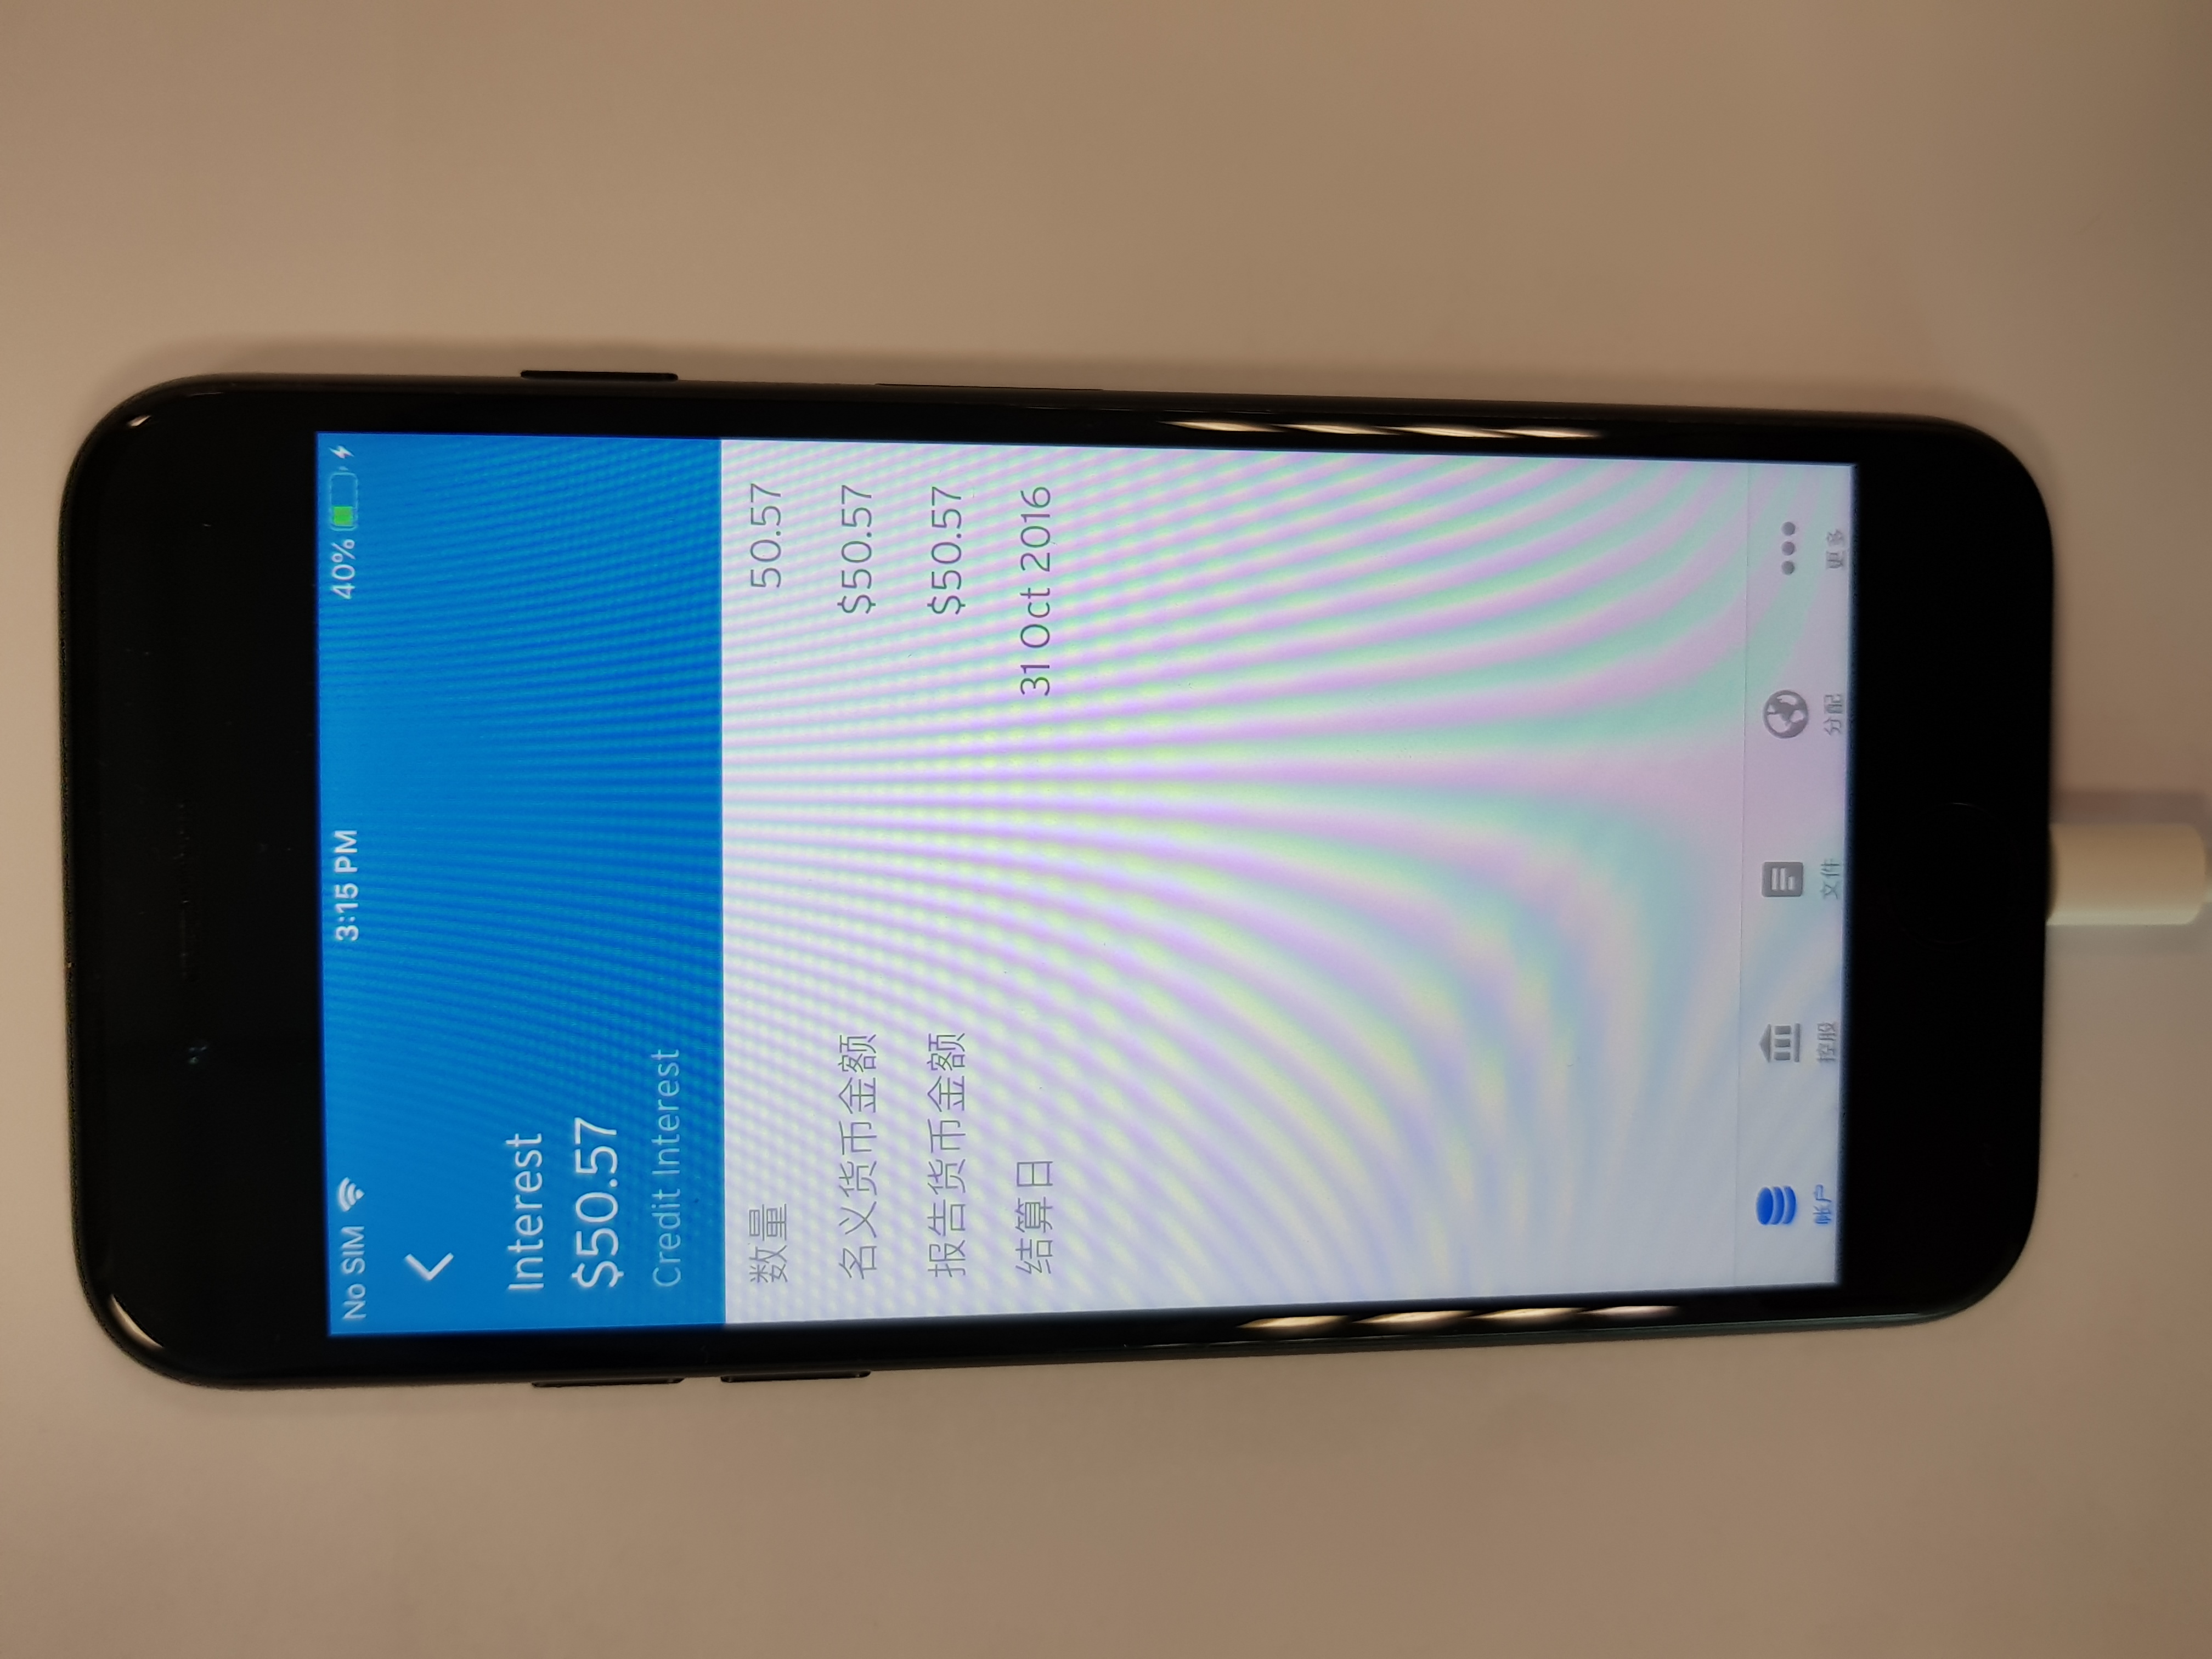 No SIM 3:15 PM 40%
Interest
$50.57
Credit Interest
数量 50.57
名义货币金额 $50.57
报告货币金额 $50.57
结算日 31 Oct 2016
帐户 控股 文件 分配 更多